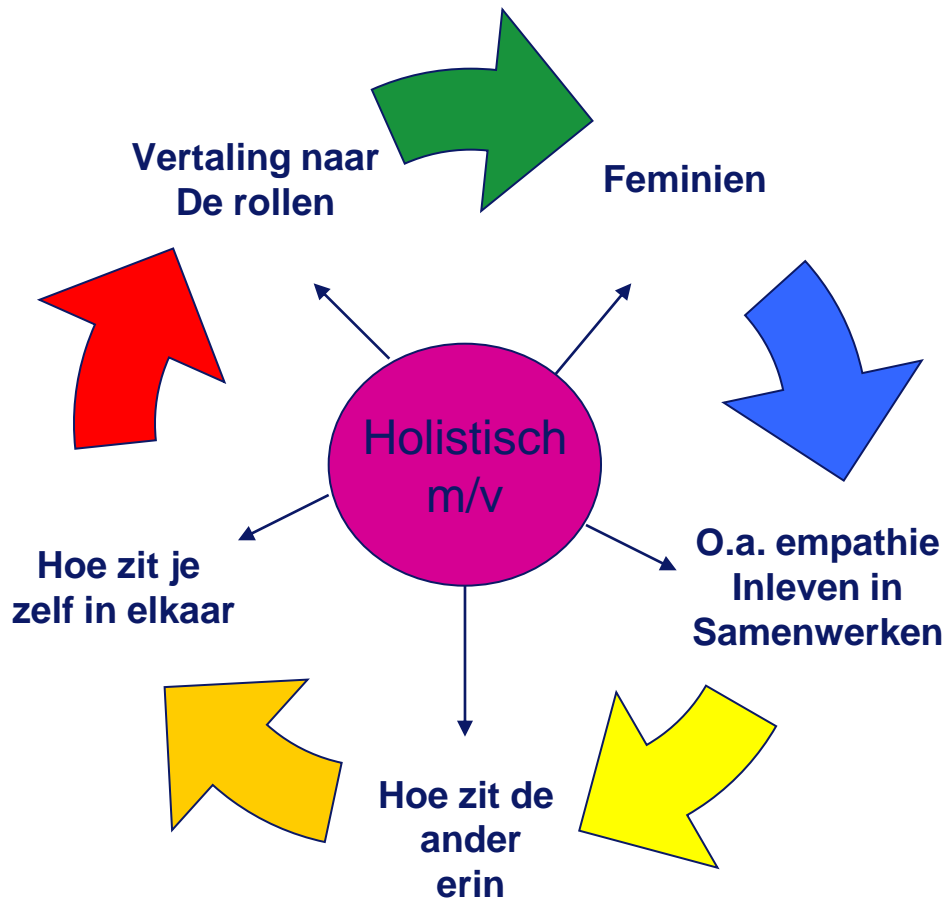 Vertaling naar
De rollen
Feminien
Holistisch
m/v
O.a. empathie
Inleven in
Samenwerken
Hoe zit je
zelf in elkaar
Hoe zit de
ander
erin